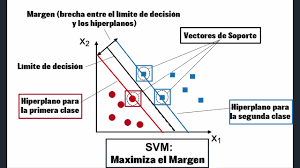 Margen (brecha entre el límite de decisión
y los hiperplanos)
X₂
Vectores de Soporte
Límite de decisión
Hiperplano para
la primera clase
Hiperplano para
la segunda clase
X₁
SVM:
Maximiza el Margen